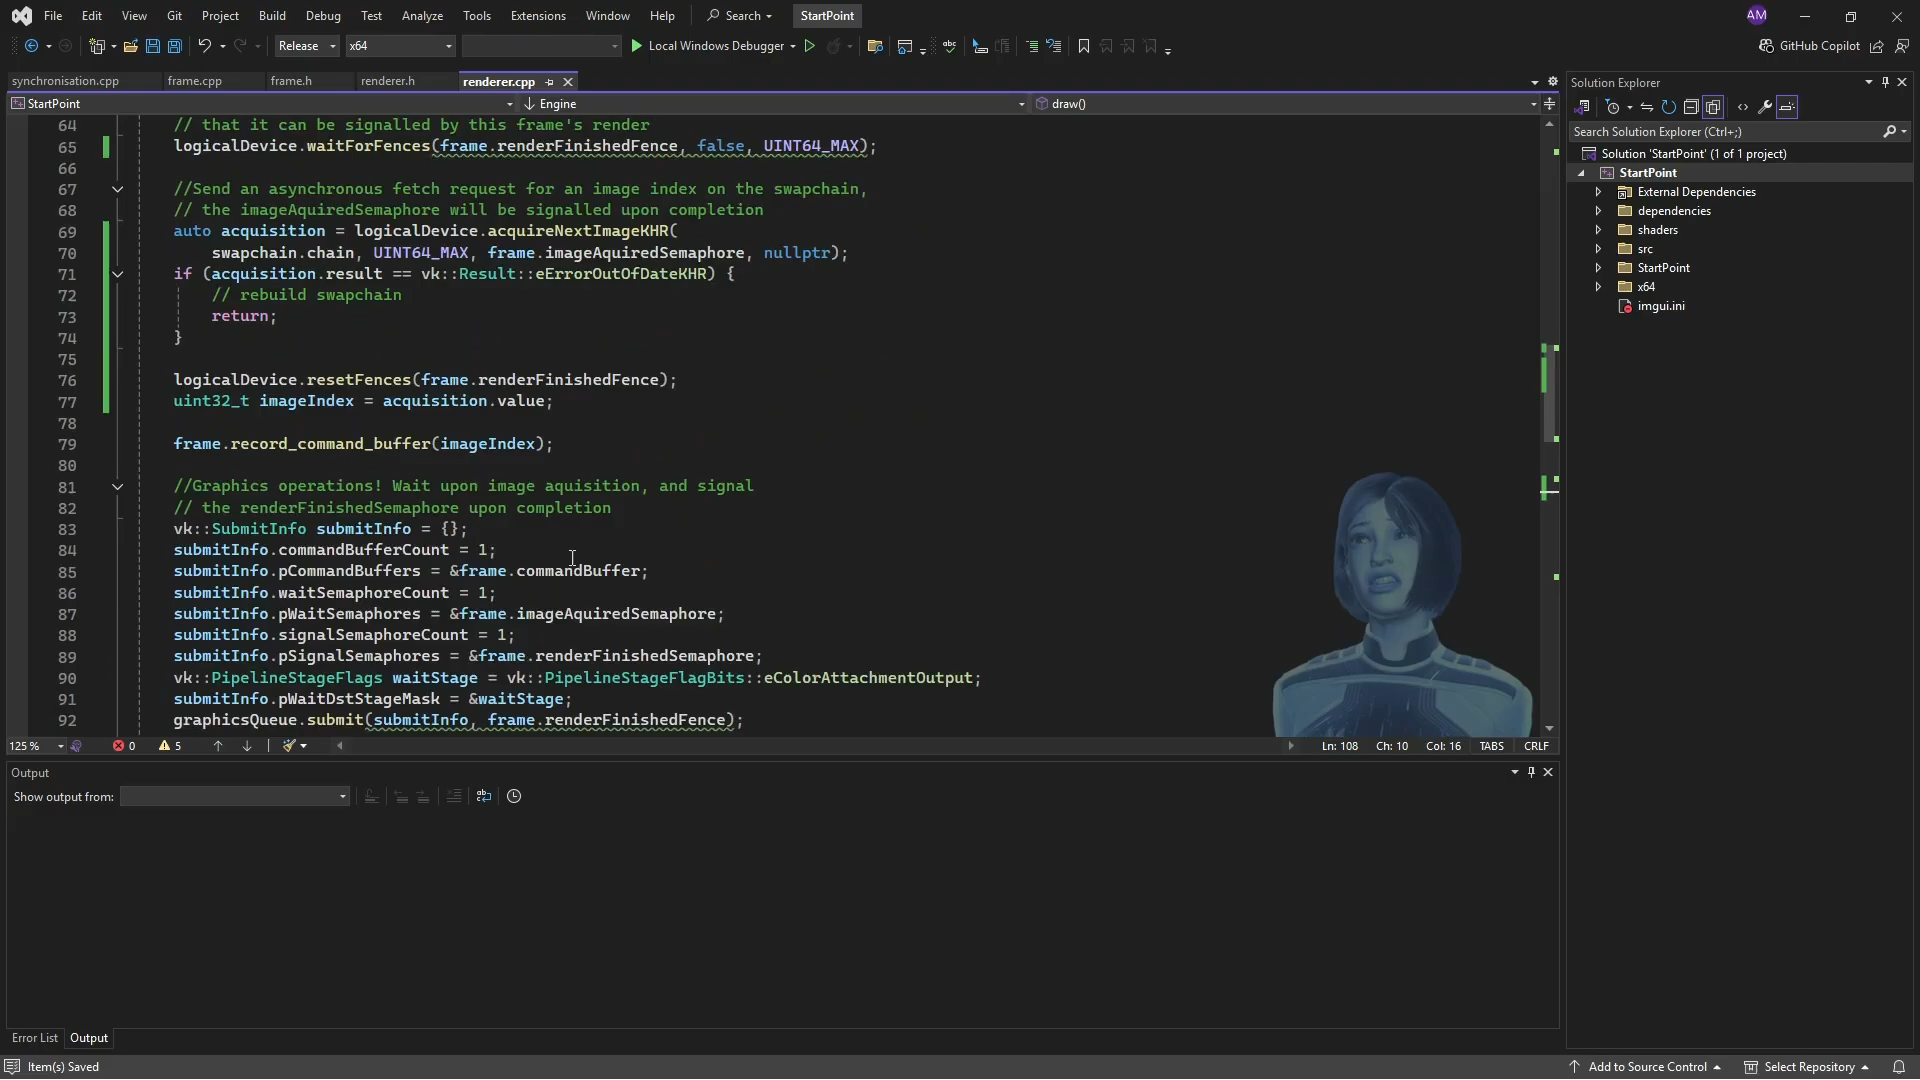 File Edit View Git Project Build Debug Test Analyze Tools Extensions Window Help Search StartPoint AM
Release x64 Local Windows Debugger GitHub Copilot
synchronisation.cpp frame.cpp frame.h renderer.h renderer.cpp
StartPoint Engine draw()
64 // that it can be signalled by this frame's render
65 logicalDevice.waitForFences(frame.renderFinishedFence, false, UINT64_MAX);
66
67 //Send an asynchronous fetch request for an image index on the swapchain,
68 // the imageAquiredSemaphore will be signalled upon completion
69 auto acquisition = logicalDevice.acquireNextImageKHR(
70 swapchain.chain, UINT64_MAX, frame.imageAquiredSemaphore, nullptr);
71 if (acquisition.result == vk::Result::eErrorOutOfDateKHR) {
72 // rebuild swapchain
73 return;
74 }
75
76 logicalDevice.resetFences(frame.renderFinishedFence);
77 uint32_t imageIndex = acquisition.value;
78
79 frame.record_command_buffer(imageIndex);
80
81 //Graphics operations! Wait upon image aquisition, and signal
82 // the renderFinishedSemaphore upon completion
83 vk::SubmitInfo submitInfo = {};
84 submitInfo.commandBufferCount = 1;
85 submitInfo.pCommandBuffers = &frame.commandBuffer;
86 submitInfo.waitSemaphoreCount = 1;
87 submitInfo.pWaitSemaphores = &frame.imageAquiredSemaphore;
88 submitInfo.signalSemaphoreCount = 1;
89 submitInfo.pSignalSemaphores = &frame.renderFinishedSemaphore;
90 vk::PipelineStageFlags waitStage = vk::PipelineStageFlagBits::eColorAttachmentOutput;
91 submitInfo.pWaitDstStageMask = &waitStage;
92 graphicsQueue.submit(submitInfo, frame.renderFinishedFence);
125 % 0 5 Ln: 108 Ch: 10 Col: 16 TABS CRLF
Output
Show output from:
Error List Output
Solution Explorer
Search Solution Explorer (Ctrl+;)
Solution 'StartPoint' (1 of 1 project)
StartPoint
External Dependencies
dependencies
shaders
src
StartPoint
x64
imgui.ini
Item(s) Saved Add to Source Control Select Repository